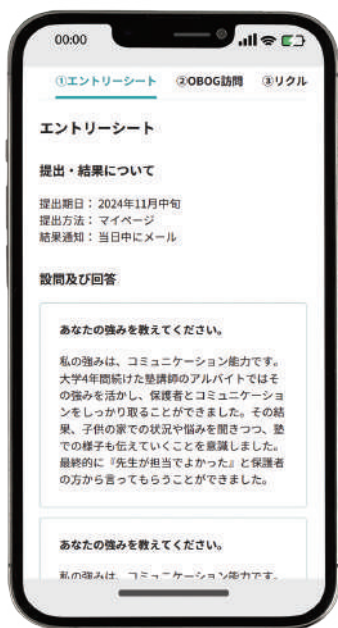 00:00
①エントリーシート ②OBOG訪問 ③リクル
エントリーシート
提出・結果について
提出期日： 2024年11月中旬
提出方法： マイページ
結果通知： 当日中にメール
設問及び回答
あなたの強みを教えてください。
私の強みは、コミュニケーション能力です。
大学4年間続けた塾講師のアルバイトではそ
の強みを活かし、保護者とコミュニケーショ
ンをしっかり取ることができました。その結
果、子供の家での状況や悩みを聞きつつ、塾
での様子も伝えていくことを意識しました。
最終的に『先生が担当でよかった』と保護者
の方から言ってもらうことができました。
あなたの強みを教えてください。
私の強みは、コミュニケーション能力です。